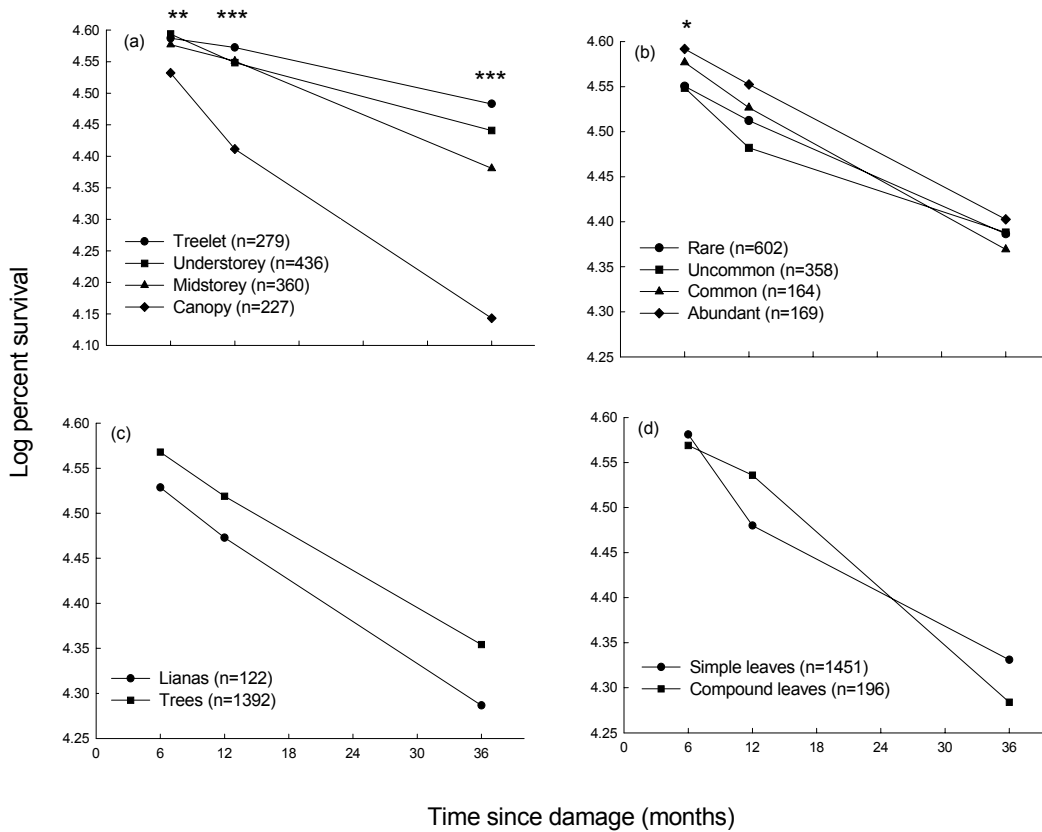 Log percent survival
(a)
** *** ***
4.60
4.55
4.50
4.45
4.40
4.35
4.30
4.25
4.20
4.15
4.10
Treelet (n=279)
Understorey (n=436)
Midstorey (n=360)
Canopy (n=227)
(b)
*
4.60
4.55
4.50
4.45
4.40
4.35
4.30
4.25
Rare (n=602)
Uncommon (n=358)
Common (n=164)
Abundant (n=169)
(c)
4.60
4.55
4.50
4.45
4.40
4.35
4.30
4.25
Lianas (n=122)
Trees (n=1392)
0 6 12 18 24 30 36
(d)
4.60
4.55
4.50
4.45
4.40
4.35
4.30
4.25
Simple leaves (n=1451)
Compound leaves (n=196)
0 6 12 18 24 30 36
Time since damage (months)